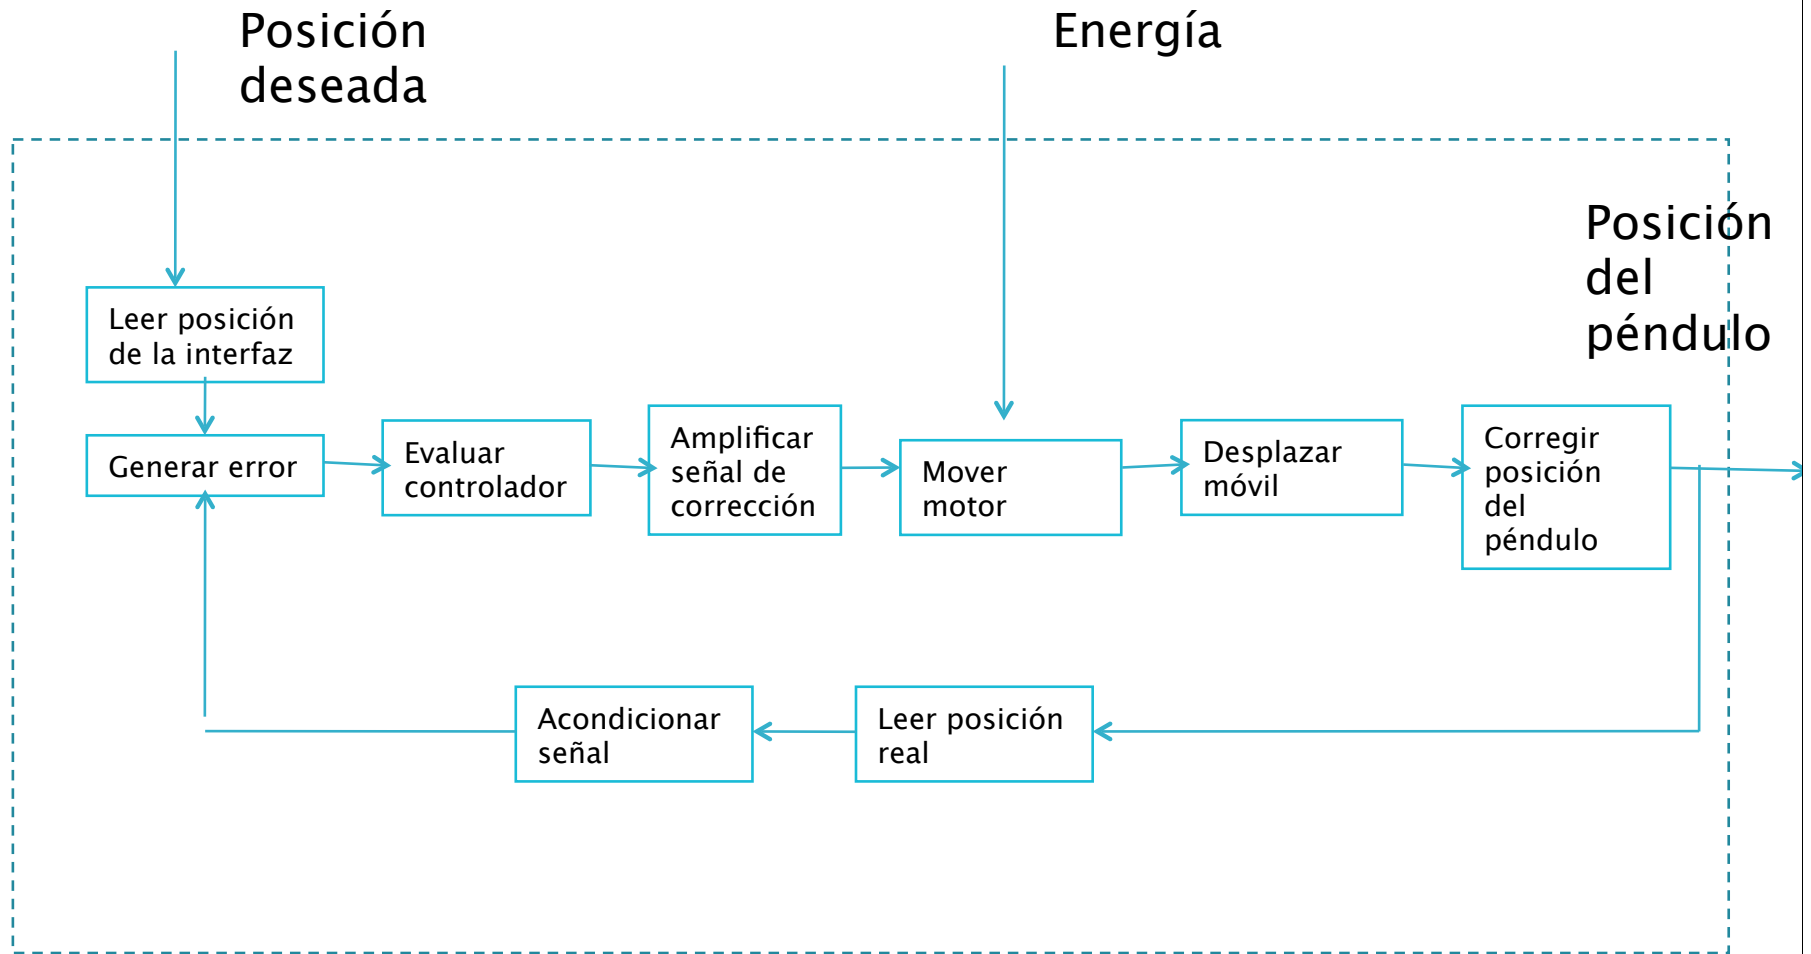 Posición
deseada
Energía
Posición
del
péndulo
Leer posición
de la interfaz
Generar error
Evaluar
controlador
Amplificar
señal de
corrección
Mover
motor
Desplazar
móvil
Corregir
posición
del
péndulo
Acondicionar
señal
Leer posición
real